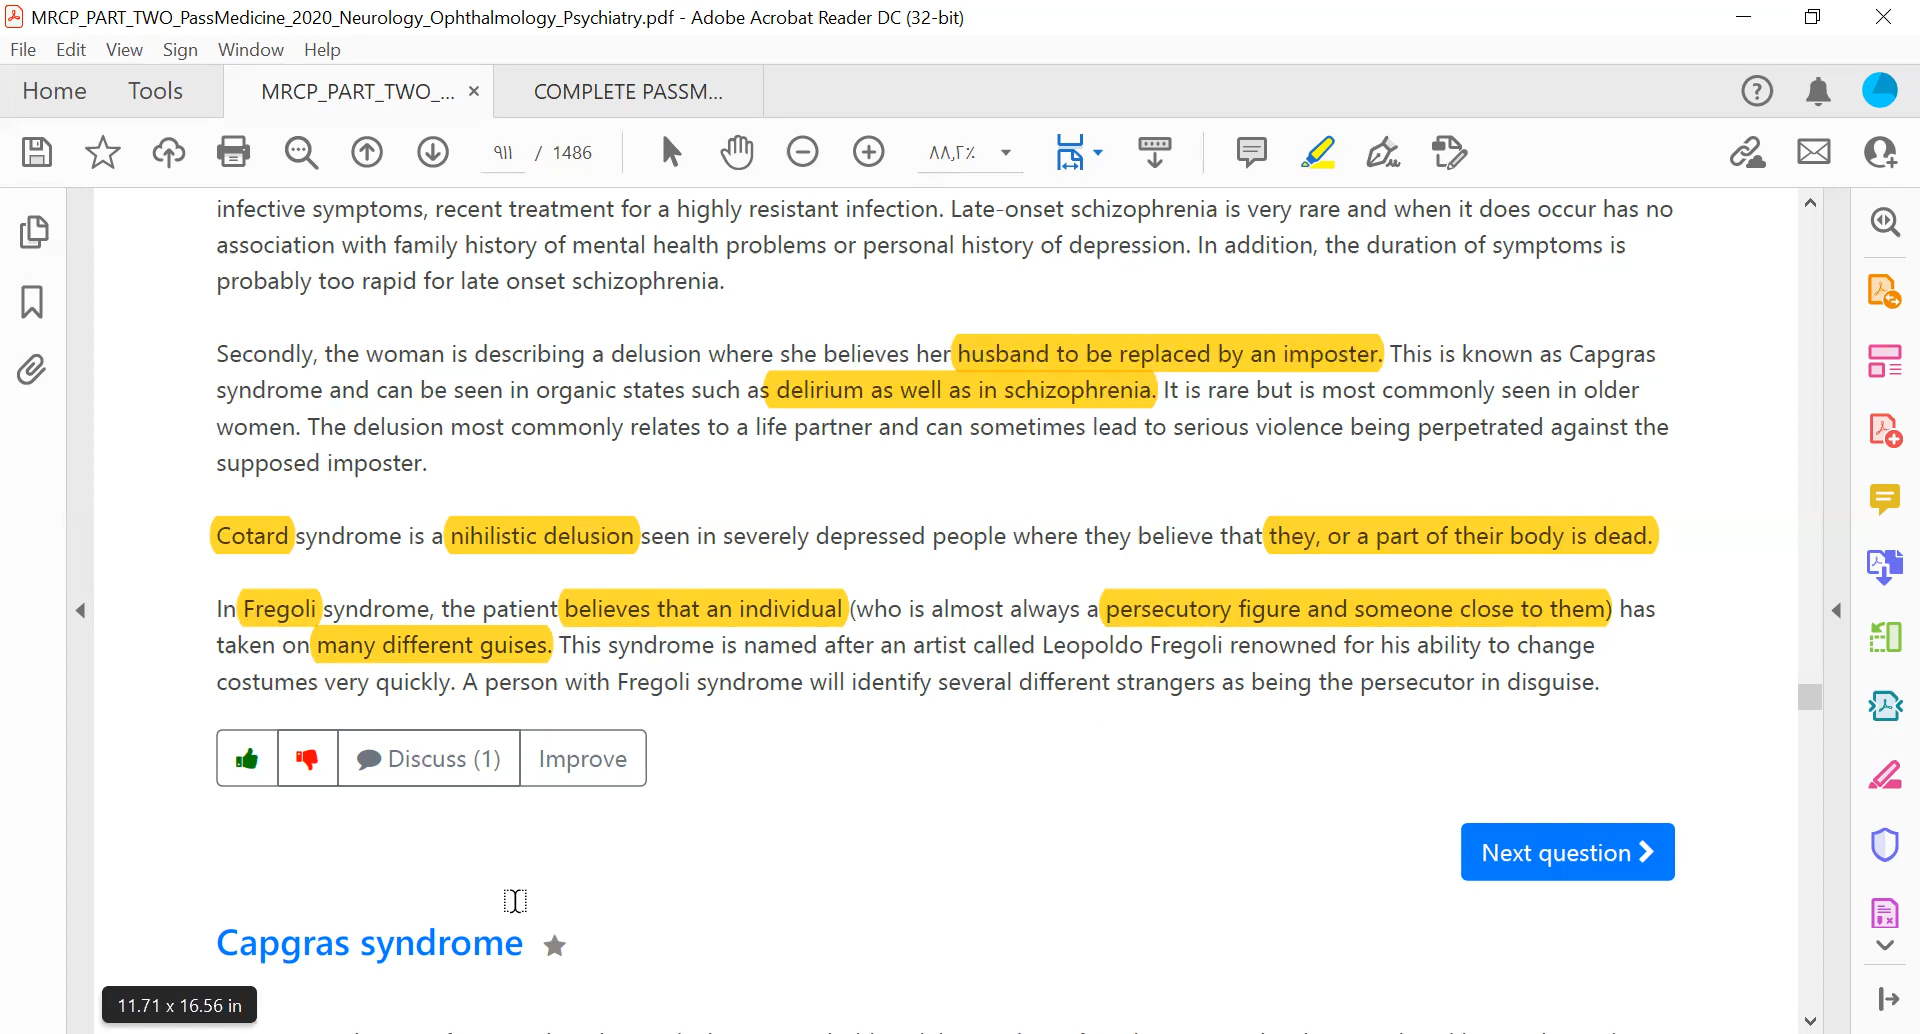 MRCP_PART_TWO_PassMedicine_2020_Neurology_Ophthalmology_Psychiatry.pdf - Adobe Acrobat Reader DC (32-bit)
File Edit View Sign Window Help
Home Tools MRCP_PART_TWO_... × COMPLETE PASSM...
٩١١ / 1486 ٨٨,٢٪
infective symptoms, recent treatment for a highly resistant infection. Late-onset schizophrenia is very rare and when it does occur has no
association with family history of mental health problems or personal history of depression. In addition, the duration of symptoms is
probably too rapid for late onset schizophrenia.
Secondly, the woman is describing a delusion where she believes her husband to be replaced by an imposter. This is known as Capgras
syndrome and can be seen in organic states such as delirium as well as in schizophrenia. It is rare but is most commonly seen in older
women. The delusion most commonly relates to a life partner and can sometimes lead to serious violence being perpetrated against the
supposed imposter.
Cotard syndrome is a nihilistic delusion seen in severely depressed people where they believe that they, or a part of their body is dead.
In Fregoli syndrome, the patient believes that an individual (who is almost always a persecutory figure and someone close to them) has
taken on many different guises. This syndrome is named after an artist called Leopoldo Fregoli renowned for his ability to change
costumes very quickly. A person with Fregoli syndrome will identify several different strangers as being the persecutor in disguise.
Discuss (1) Improve
Next question
Capgras syndrome
11.71 x 16.56 in